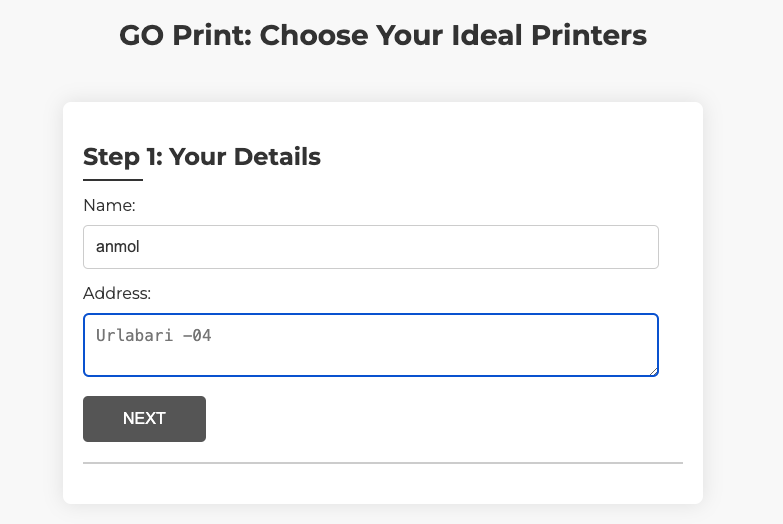 GO Print: Choose Your Ideal Printers
Step 1: Your Details
Name:
anmol
Address:
Urlabari -04
NEXT